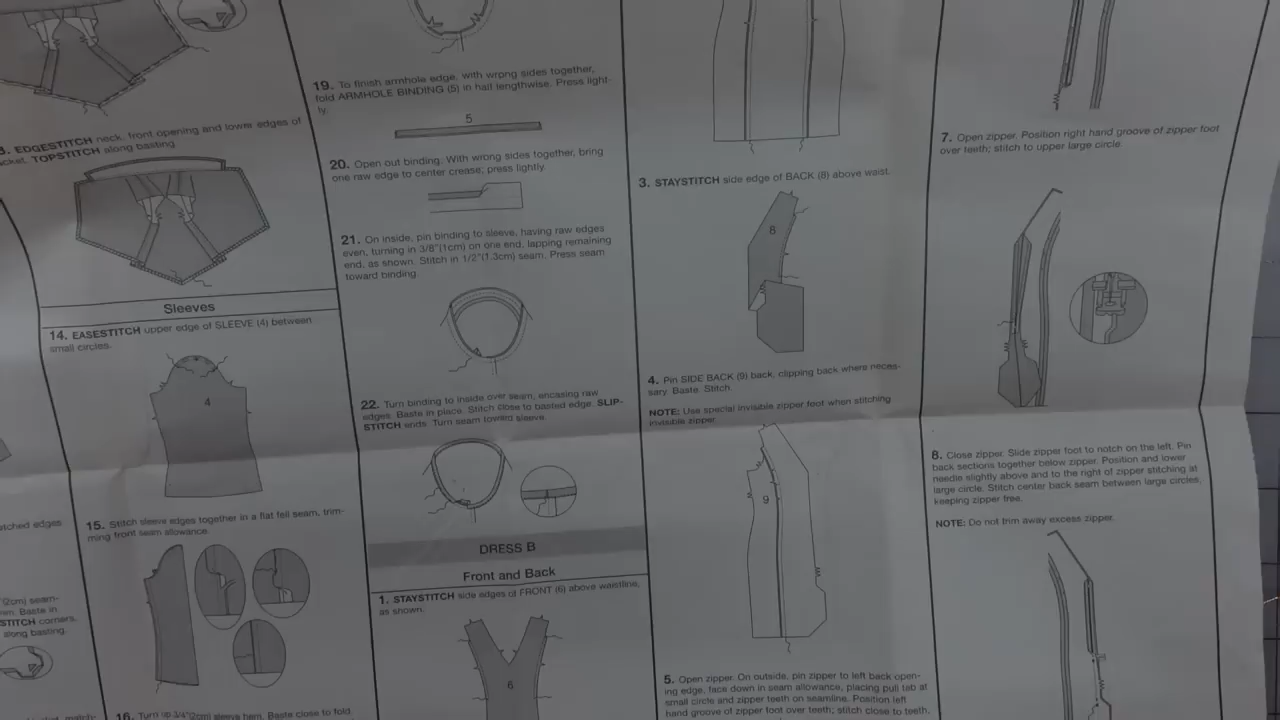 EDGESTITCH neck, front opening and lower edges of
TOPSTITCH along basting.
Sleeves
14. EASESTITCH upper edge of SLEEVE (4) between
small circles.
4
15. Stitch sleeve edges together in a flat fell seam, trim-
ming front seam allowance.
16. Turn up 3/4"(2cm) sleeve hem. Baste close to fold.
edges
(2cm) seam-
Baste in
STITCH corners.
along basting.
19. To finish armhole edge, with wrong sides together,
fold ARMHOLE BINDING (5) in half lengthwise. Press light-
ly.
5
20. Open out binding. With wrong sides together, bring
one raw edge to center crease; press lightly.
21. On inside, pin binding to sleeve, having raw edges
even, turning in 3/8"(1cm) on one end, lapping remaining
end, as shown. Stitch in 1/2"(1.3cm) seam. Press seam
toward binding.
22. Turn binding to inside over seam, encasing raw
edges. Baste in place. Stitch close to basted edge. SLIP-
STITCH ends. Turn seam toward sleeve.
DRESS B
Front and Back
1. STAYSTITCH side edges of FRONT (6) above waistline,
as shown.
6
3. STAYSTITCH side edge of BACK (8) above waist.
8
4. Pin SIDE BACK (9) back, clipping back where neces-
sary. Baste. Stitch.
NOTE: Use special invisible zipper foot when stitching
invisible zipper.
9
5. Open zipper. On outside, pin zipper to left back open-
ing edge, face down in seam allowance, placing pull tab at
small circle and zipper teeth on seamline. Position left
hand groove of zipper foot over teeth; stitch close to teeth,
7. Open zipper. Position right hand groove of zipper foot
over teeth; stitch to upper large circle.
8. Close zipper. Slide zipper foot to notch on the left. Pin
back sections together below zipper. Position and lower
needle slightly above and to the right of zipper stitching at
large circle. Stitch center back seam between large circles,
keeping zipper free.
NOTE: Do not trim away excess zipper.